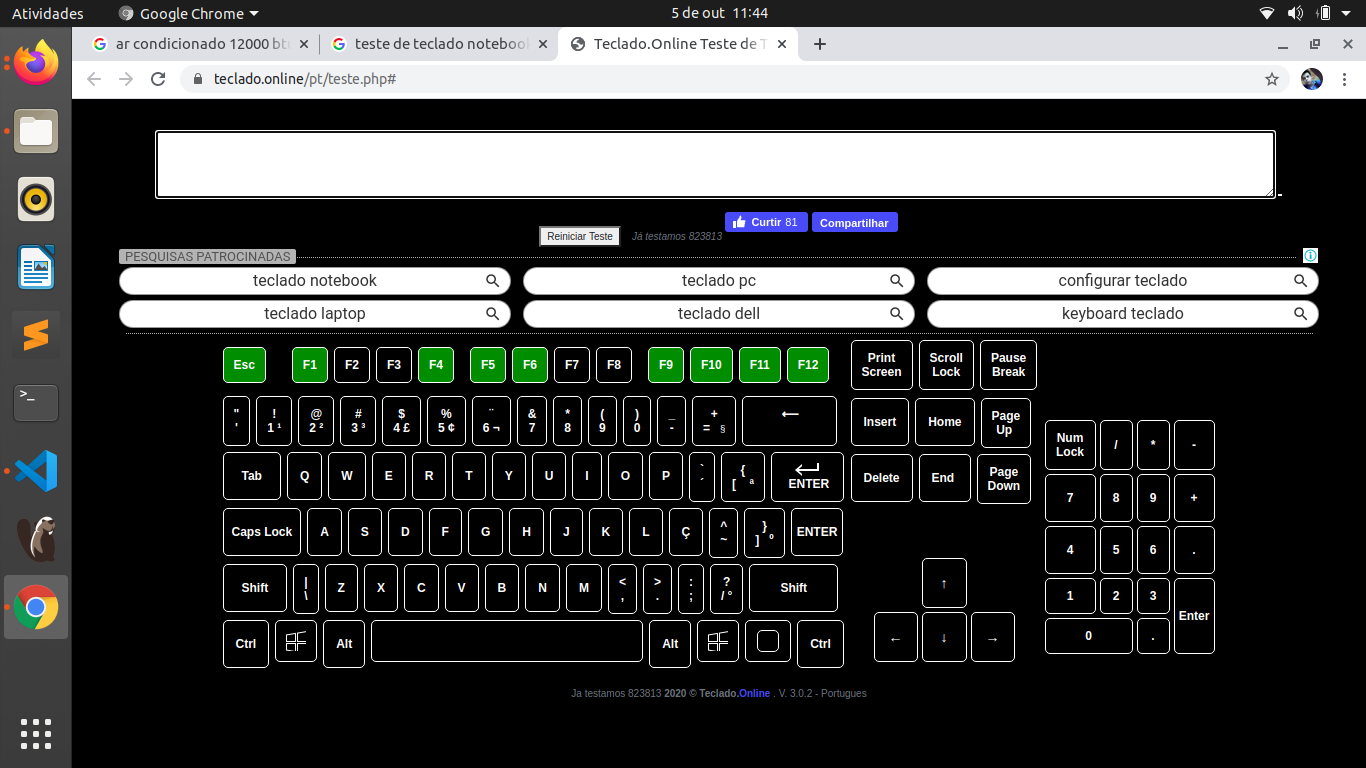 Atividades Google Chrome 5 de out 11:44
ar condicionado 12000 btu teste de teclado notebook Teclado.Online Teste de T
teclado.online/pt/teste.php#
Curtir 81 Compartilhar
Reiniciar Teste Já testamos 823813
PESQUISAS PATROCINADAS
teclado notebook teclado pc configurar teclado
teclado laptop teclado dell keyboard teclado
Esc F1 F2 F3 F4 F5 F6 F7 F8 F9 F10 F11 F12 Print Screen Scroll Lock Pause Break
" ! @ # $ % ¨ & * ( ) _ +
' 1 ¹ 2 ² 3 ³ 4 £ 5 ¢ 6 ¬ 7 8 9 0 - = § ⟵ Insert Home Page Up
Num Lock / * -
Tab Q W E R T Y U I O P ` ´ { [ ª ENTER Delete End Page Down
7 8 9 +
Caps Lock A S D F G H J K L Ç ^ ~ } ] º ENTER
4 5 6 .
Shift | \ Z X C V B N M < , > . : ; ? / ° Shift ↑
1 2 3 Enter
Ctrl Alt Alt Ctrl ← ↓ →
0 .
Ja testamos 823813 2020 © Teclado.Online . V. 3.0.2 - Portugues